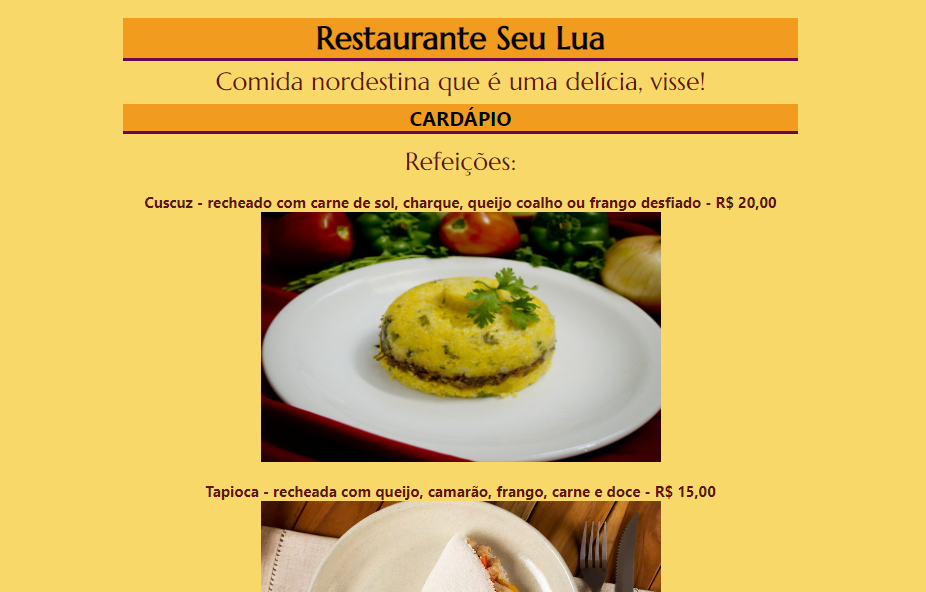 Restaurante Seu Lua
Comida nordestina que é uma delícia, visse!
CARDÁPIO
Refeições:
Cuscuz - recheado com carne de sol, charque, queijo coalho ou frango desfiado - R$ 20,00
Tapioca - recheada com queijo, camarão, frango, carne e doce - R$ 15,00